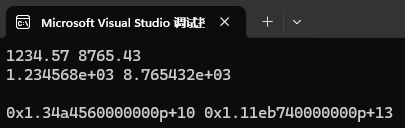 Microsoft Visual Studio 调试
1234.57 8765.43
1.234568e+03 8.765432e+03
0x1.34a4560000000p+10 0x1.11eb740000000p+13